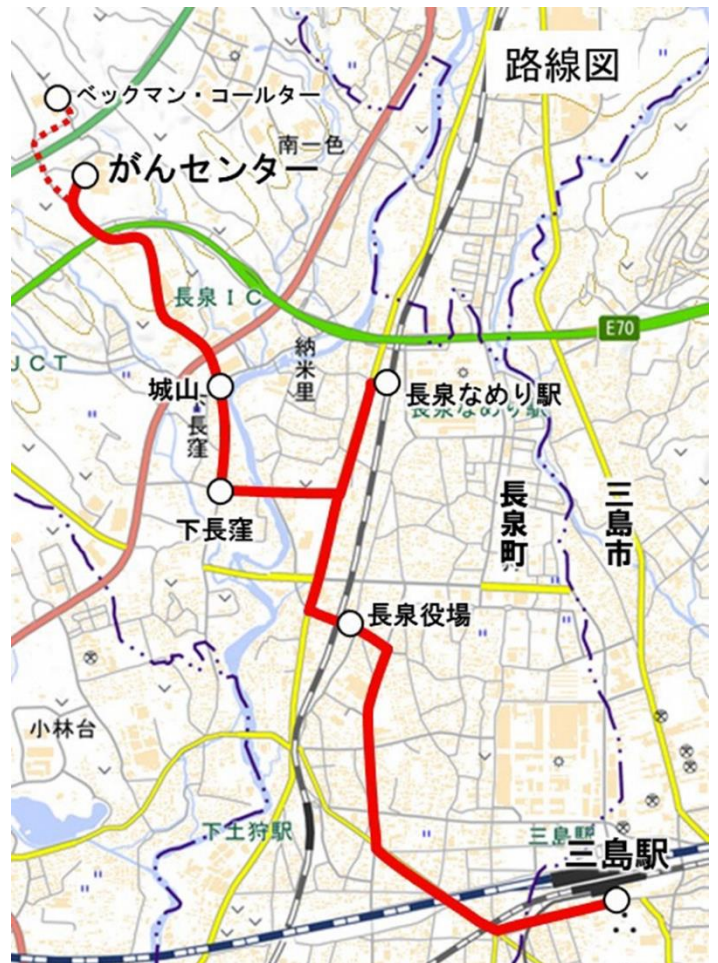 路線図
ベックマン・コールター
がんセンター
南一色
長泉IC
E70
JCT
納米里
城山
下長窪
長泉なめり駅
長泉なめり駅
下長窪
長泉町
三島市
長泉役場
小林台
下土狩駅
三島駅
三島駅